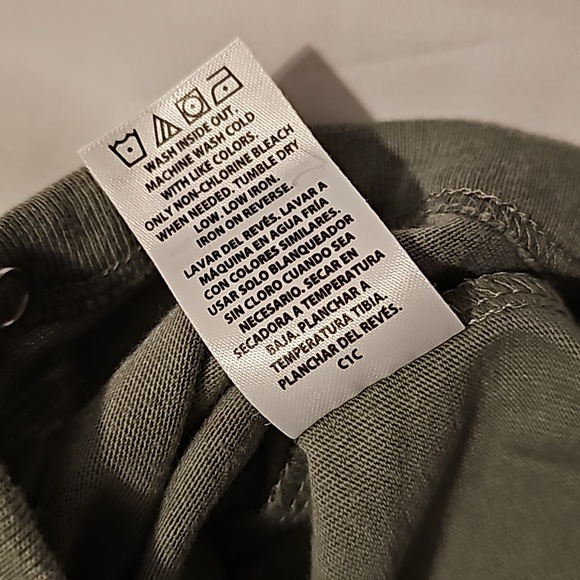 WASH INSIDE OUT.
MACHINE WASH COLD
WITH LIKE COLORS.
ONLY NON-CHLORINE BLEACH
WHEN NEEDED. TUMBLE DRY
LOW. LOW IRON.
IRON ON REVERSE.
LAVAR DEL REVÉS. LAVAR A
MÁQUINA EN AGUA FRÍA
CON COLORES SIMILARES.
USAR SOLO BLANQUEADOR
SIN CLORO CUANDO SEA
NECESARIO. SECAR EN
SECADORA A TEMPERATURA
BAJA. PLANCHAR A
TEMPERATURA TIBIA.
PLANCHAR DEL REVÉS.
C1C